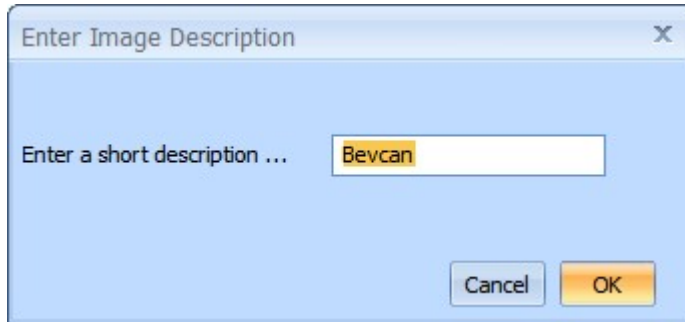 Enter Image Description
Enter a short description ...
Bevcan
Cancel
OK